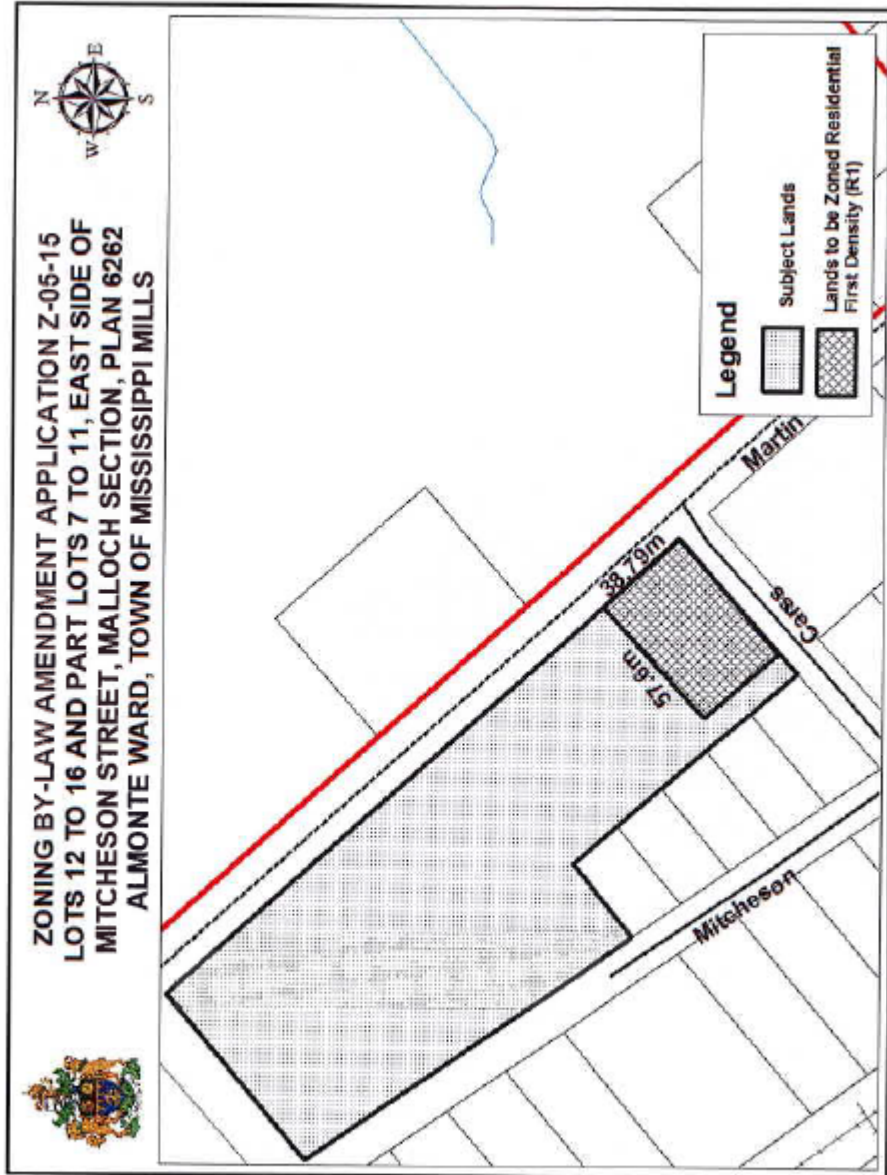 ZONING BY-LAW AMENDMENT APPLICATION Z-05-15
LOTS 12 TO 16 AND PART LOTS 7 TO 11, EAST SIDE OF
MITCHESON STREET, MALLOCH SECTION, PLAN 6262
ALMONTE WARD, TOWN OF MISSISSIPPI MILLS
N
W
E
S
38.79m
57.6m
Martin
Carss
Mitcheson
Legend
Subject Lands
Lands to be Zoned Residential
First Density (R1)